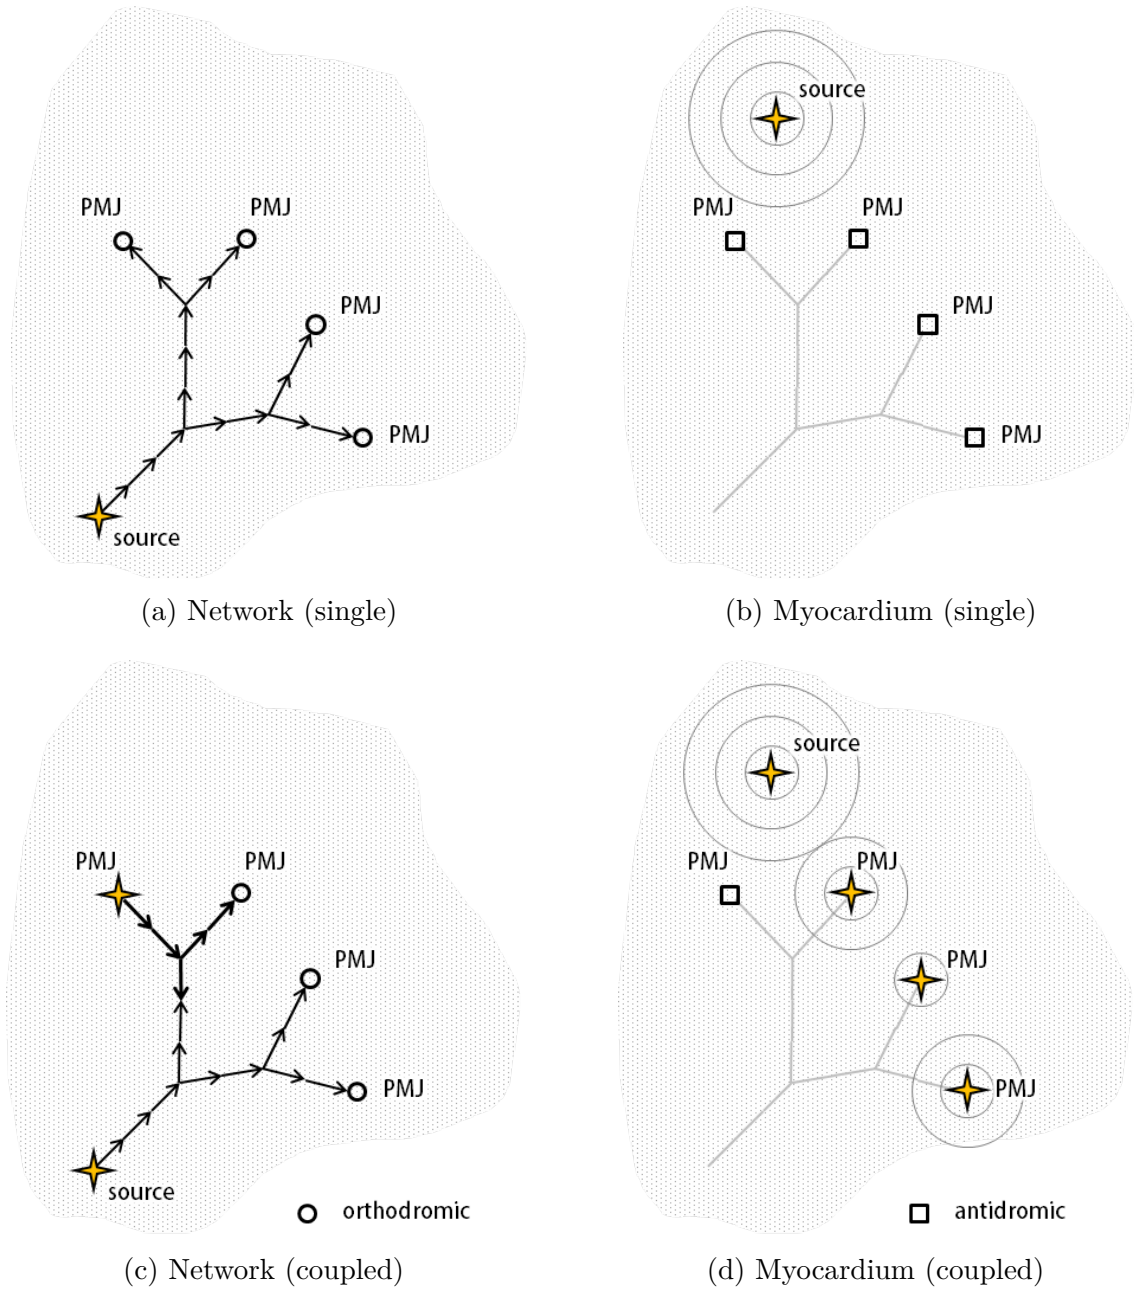 source
PMJ PMJ
PMJ PMJ
PMJ
PMJ
PMJ
PMJ
source
(a) Network (single)
(b) Myocardium (single)
source
PMJ PMJ
PMJ PMJ
PMJ
PMJ
PMJ
PMJ
source
orthodromic
antidromic
(c) Network (coupled)
(d) Myocardium (coupled)